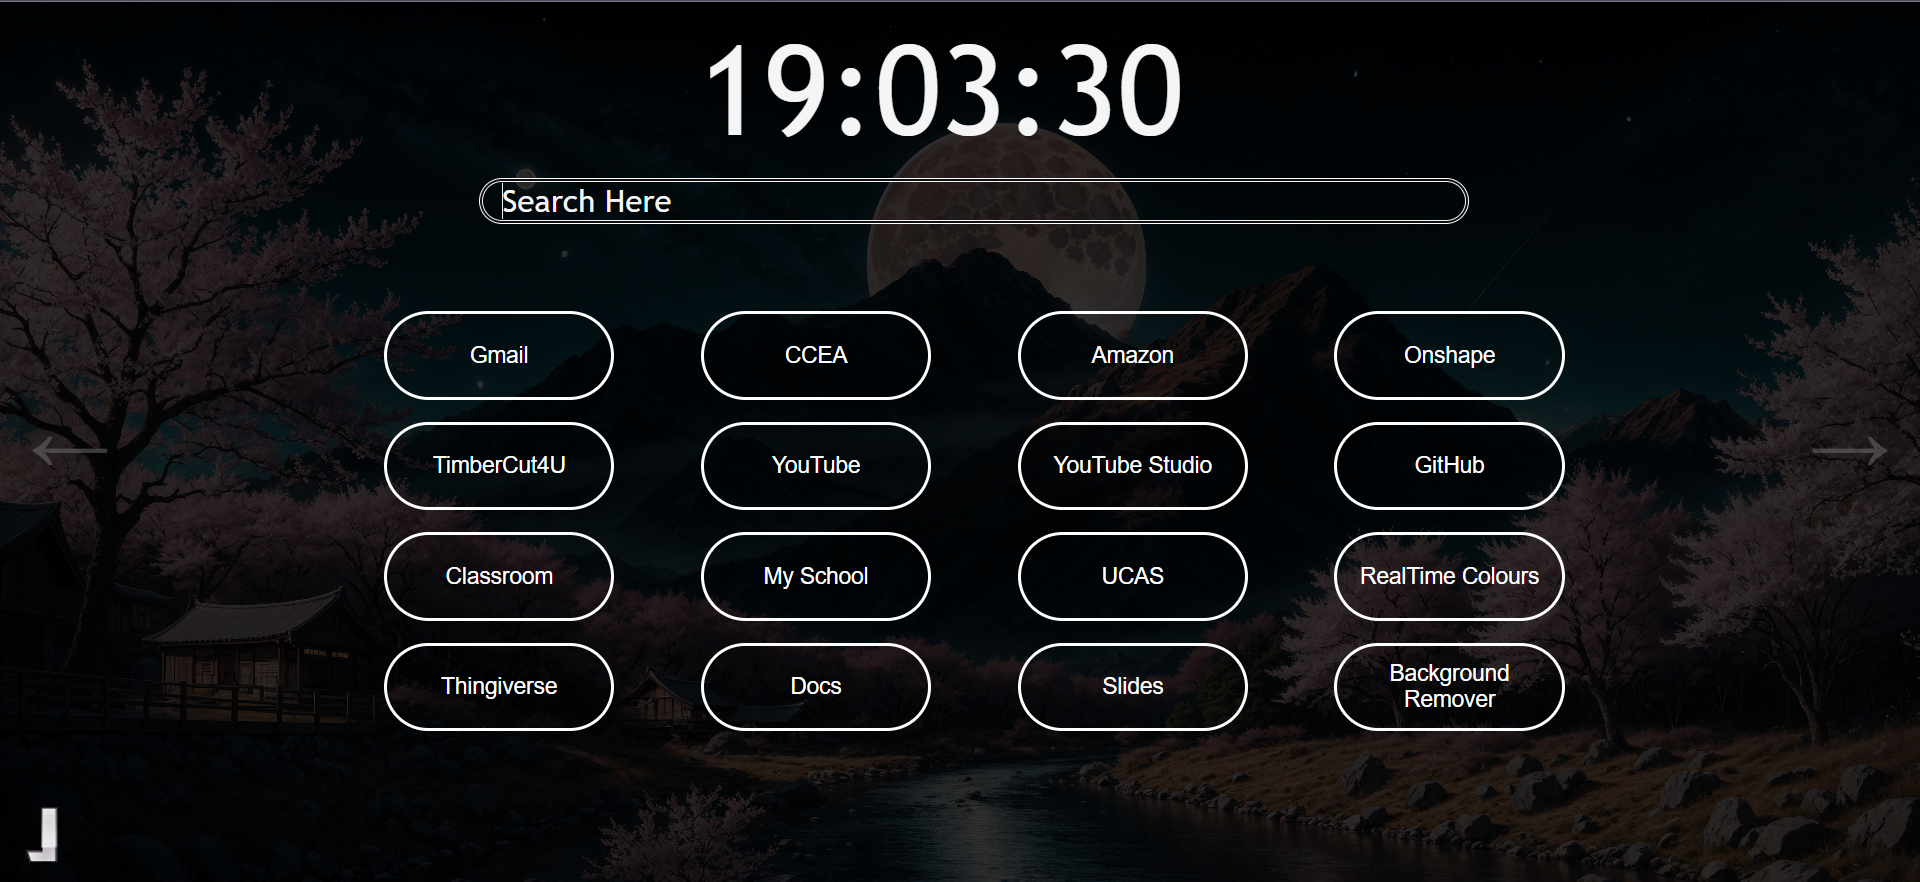 19:03:30
Search Here
Gmail
CCEA
Amazon
Onshape
TimberCut4U
YouTube
YouTube Studio
GitHub
Classroom
My School
UCAS
RealTime Colours
Thingiverse
Docs
Slides
Background
Remover